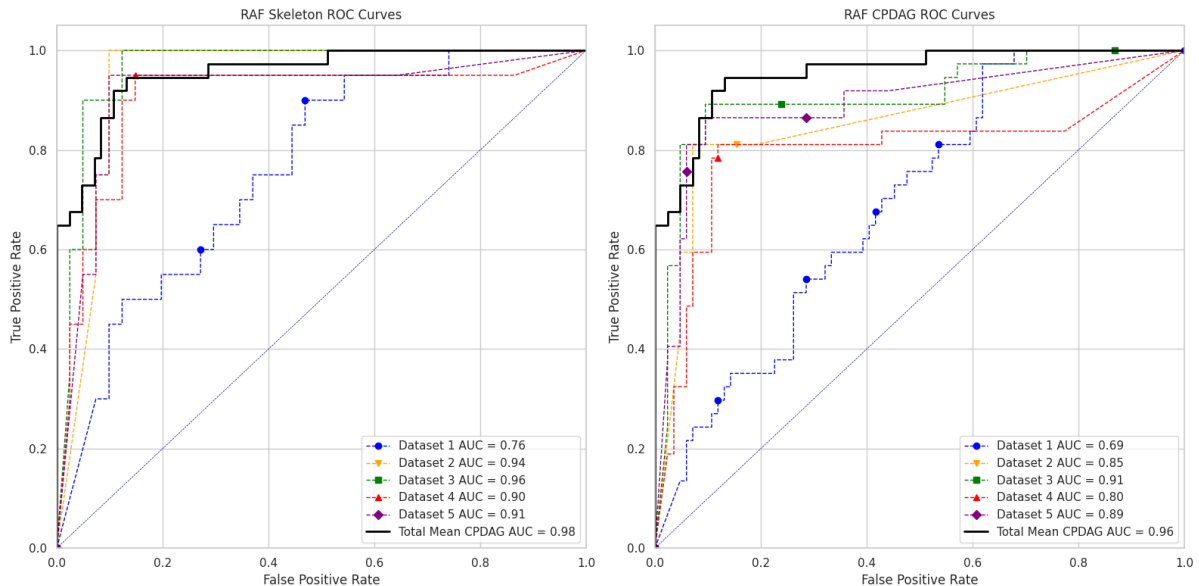 RAF Skeleton ROC Curves
1.0
0.8
0.6
0.4
0.2
0.0
True Positive Rate
0.0
0.2
0.4
0.6
0.8
1.0
False Positive Rate
Dataset 1 AUC = 0.76
Dataset 2 AUC = 0.94
Dataset 3 AUC = 0.96
Dataset 4 AUC = 0.90
Dataset 5 AUC = 0.91
Total Mean CPDAG AUC = 0.98
RAF CPDAG ROC Curves
1.0
0.8
0.6
0.4
0.2
0.0
True Positive Rate
0.0
0.2
0.4
0.6
0.8
1.0
False Positive Rate
Dataset 1 AUC = 0.69
Dataset 2 AUC = 0.85
Dataset 3 AUC = 0.91
Dataset 4 AUC = 0.80
Dataset 5 AUC = 0.89
Total Mean CPDAG AUC = 0.96